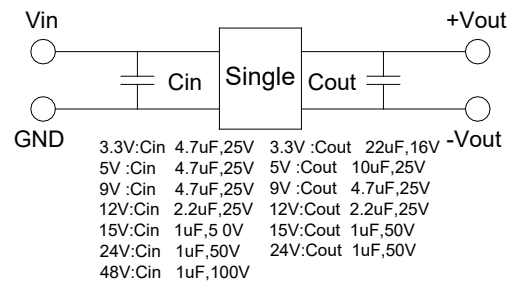 Vin +Vout
Cin Single Cout
GND -Vout
3.3V:Cin 4.7uF,25V 3.3V :Cout 22uF,16V
5V :Cin 4.7uF,25V 5V :Cout 10uF,25V
9V :Cin 4.7uF,25V 9V :Cout 4.7uF,25V
12V:Cin 2.2uF,25V 12V:Cout 2.2uF,25V
15V:Cin 1uF,5 0V 15V:Cout 1uF,50V
24V:Cin 1uF,50V 24V:Cout 1uF,50V
48V:Cin 1uF,100V